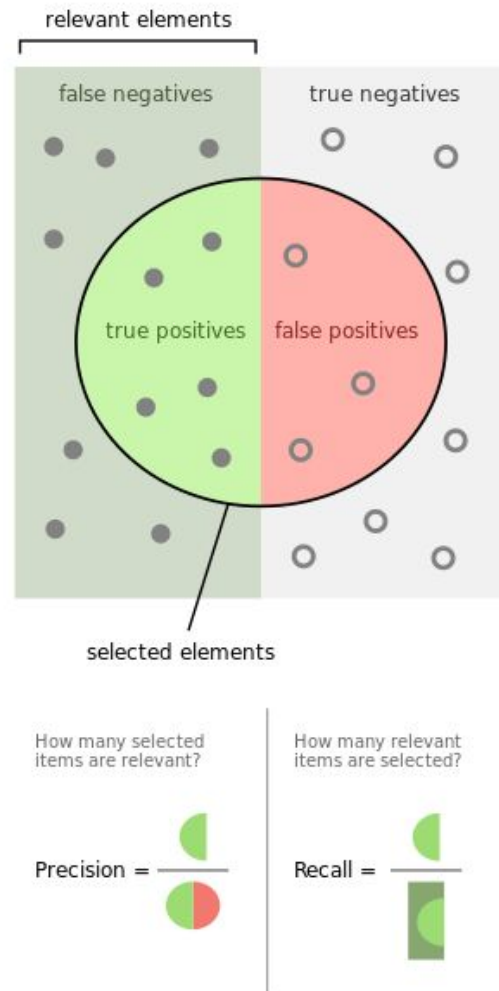 relevant elements
false negatives
true negatives
true positives
false positives
selected elements
How many selected
items are relevant?
Precision =
How many relevant
items are selected?
Recall =